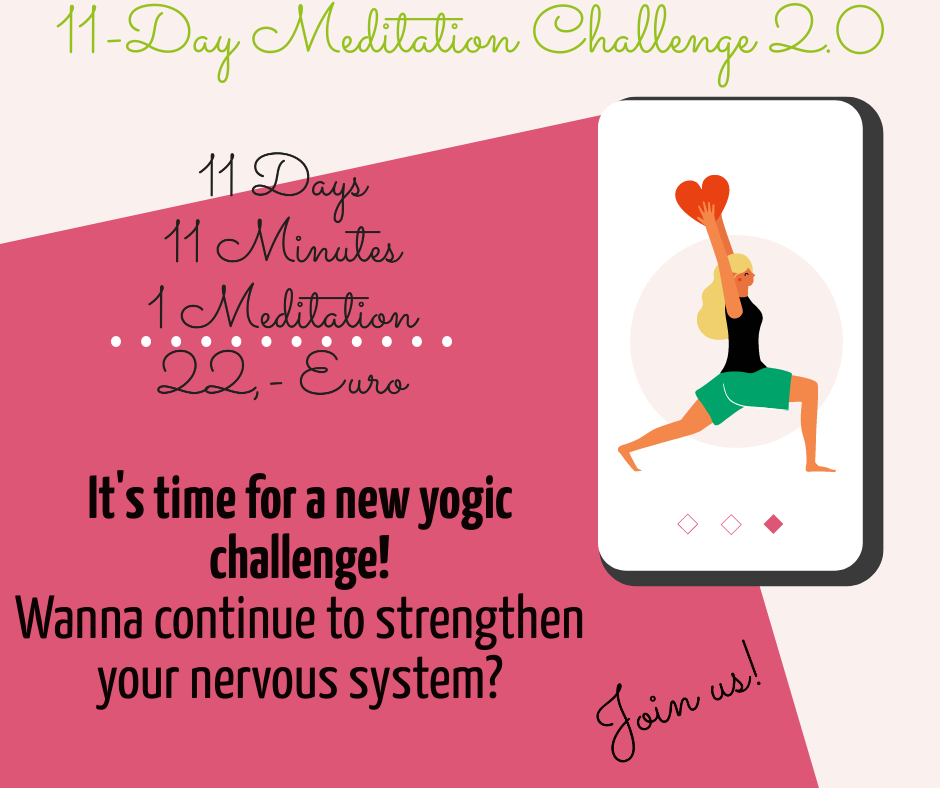 11-Day Meditation Challenge 2.0
11 Days
11 Minutes
1 Meditation
22,- Euro
It's time for a new yogic
challenge!
Wanna continue to strengthen
your nervous system?
Join us!